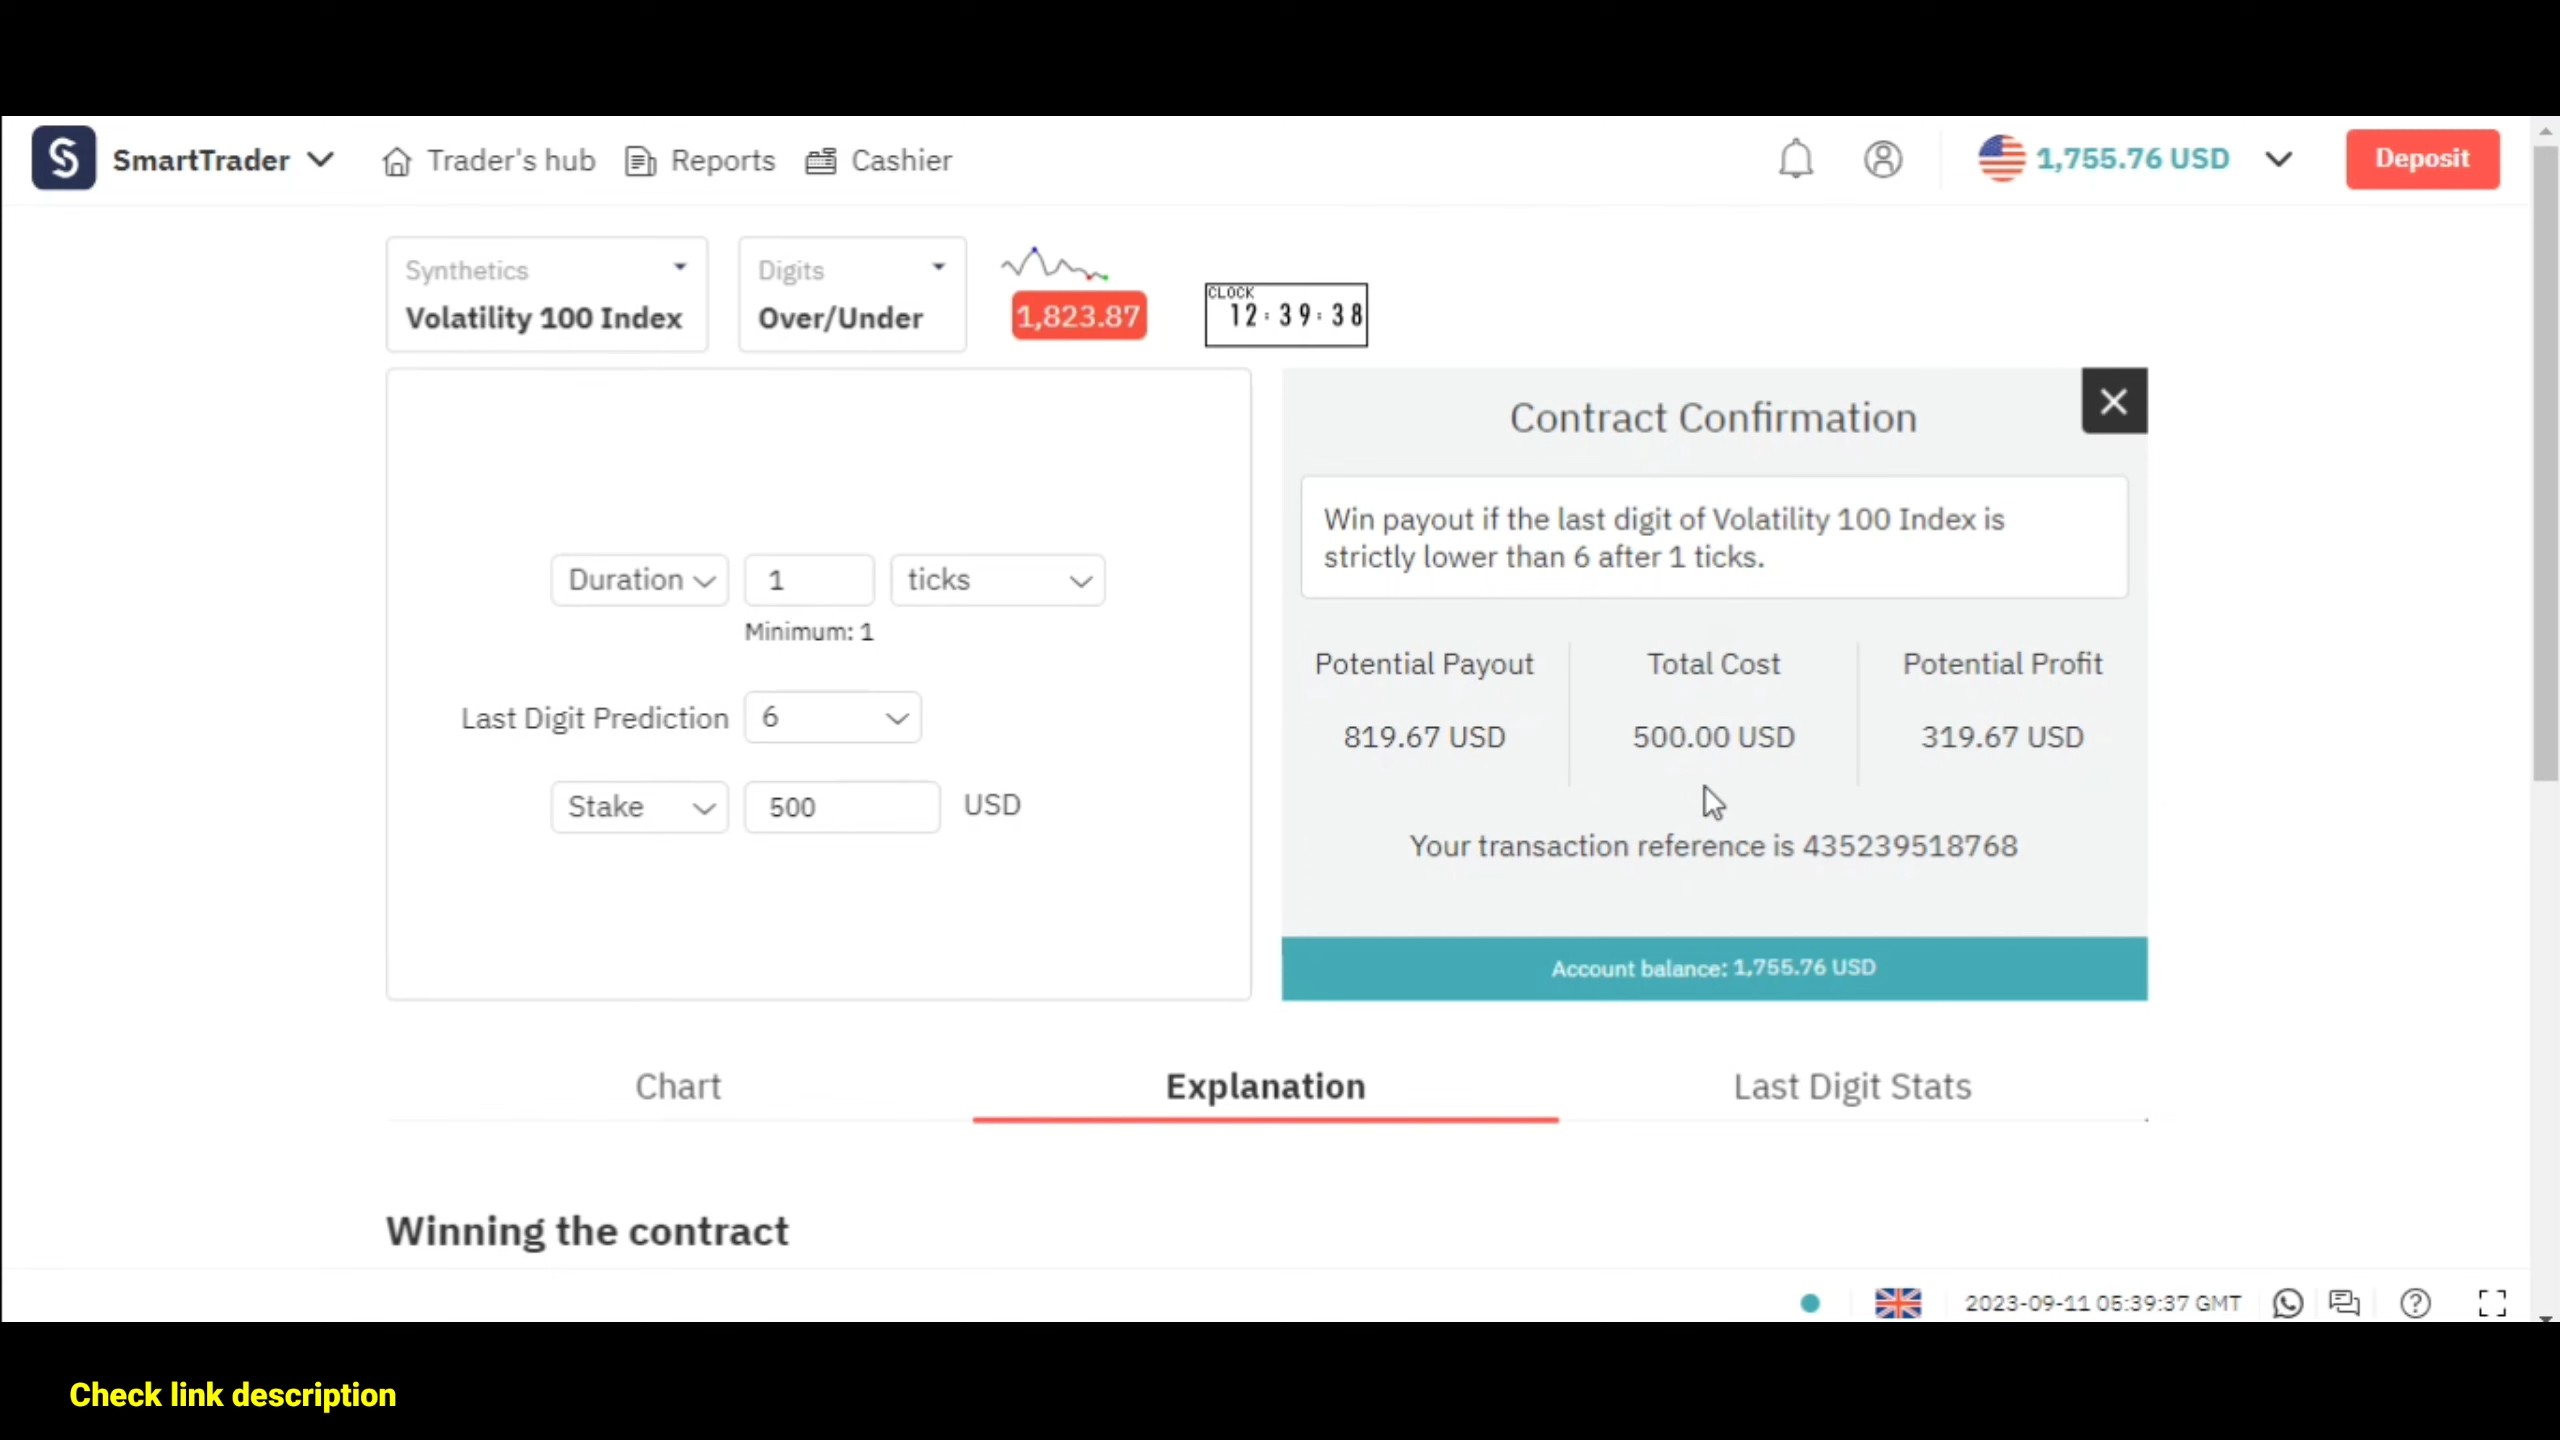 SmartTrader
Trader's hub
Reports
Cashier
1,755.76 USD
Deposit
Synthetics
Volatility 100 Index
Digits
Over/Under
1,823.87
CLOCK
12:39:38
Duration
1
ticks
Minimum: 1
Last Digit Prediction
6
Stake
500
USD
Contract Confirmation
Win payout if the last digit of Volatility 100 Index is
strictly lower than 6 after 1 ticks.
Potential Payout
819.67 USD
Total Cost
500.00 USD
Potential Profit
319.67 USD
Your transaction reference is 435239518768
Account balance: 1,755.76 USD
Chart
Explanation
Last Digit Stats
Winning the contract
2023-09-11 05:39:37 GMT
Check link description